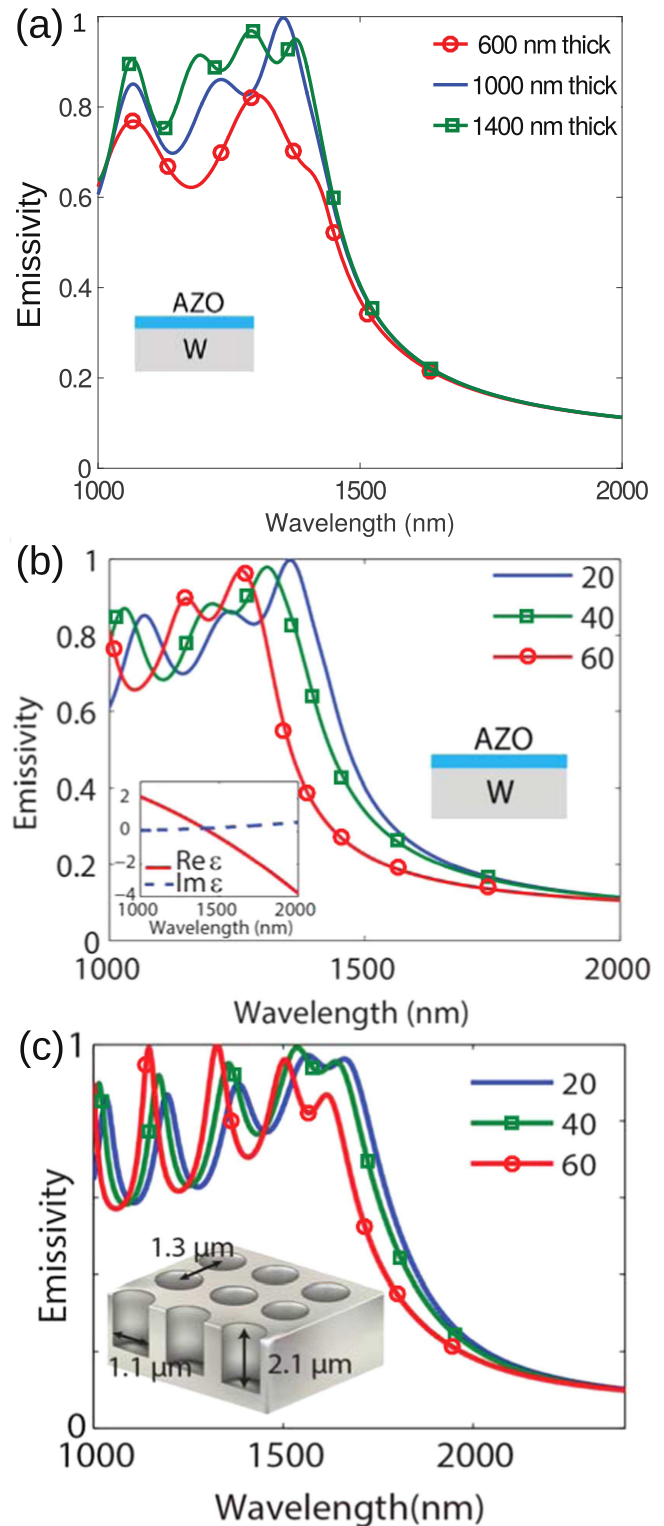 (a)
1
0.8
0.6
0.4
0.2
0
Emissivity
600 nm thick
1000 nm thick
1400 nm thick
AZO
W
1000
1500
2000
Wavelength (nm)
(b)
1
0.8
0.6
0.4
0.2
0
Emissivity
20
40
60
AZO
W
2
0
−2
−4
Re ε
Im ε
1000
1500
2000
Wavelength (nm)
1000
1500
2000
Wavelength (nm)
(c)
1
0
Emissivity
20
40
60
1.3 μm
1.1 μm
2.1 μm
1000
1500
2000
Wavelength(nm)